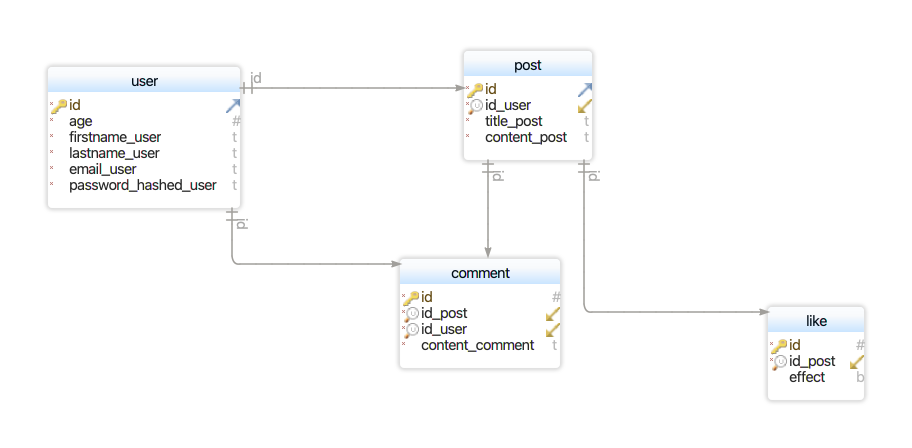 user
id
age #
firstname_user t
lastname_user t
email_user t
password_hashed_user t
id
id
post
id
id_user
title_post t
content_post t
id
id
comment
id #
id_post
id_user
content_comment t
like
id #
id_post
effect b